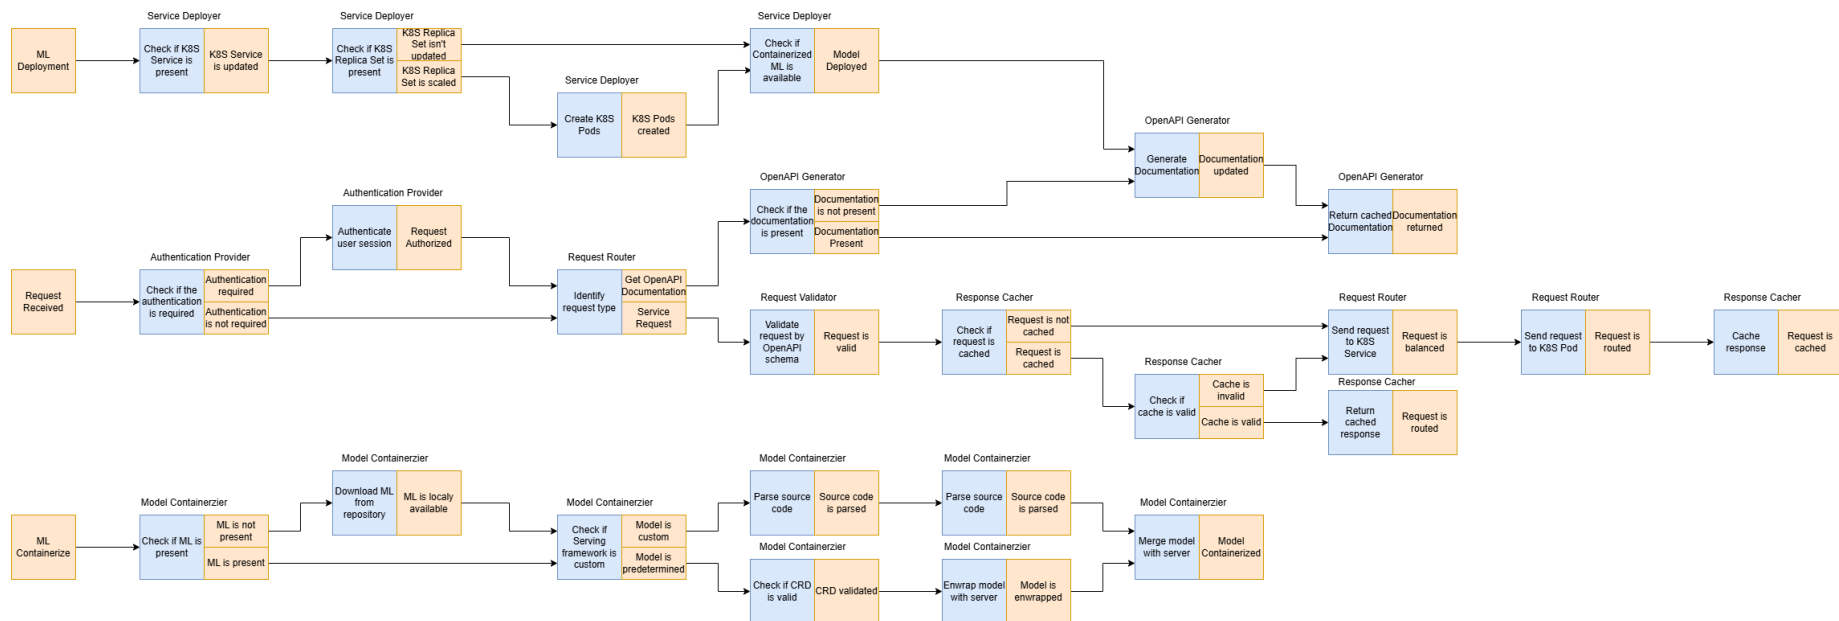 Service Deployer
Service Deployer
Service Deployer
ML
Deployment
Check if K8S
Service is
present
K8S Service
is updated
Check if K8S
Replica Set is
present
K8S Replica
Set isn't
updated
K8S Replica
Set is scaled
Check if
Containerized
ML is
available
Model
Deployed
Service Deployer
Create K8S
Pods
K8S Pods
created
OpenAPI Generator
Generate
Documentation
Documentation
updated
OpenAPI Generator
Check if the
documentation
is present
Documentation
is not present
Documentation
Present
OpenAPI Generator
Return cached
Documentation
Documentation
returned
Authentication Provider
Authenticate
user session
Request
Authorized
Authentication Provider
Request
Received
Check if the
authentication
is required
Authentication
required
Authentication
is not required
Request Router
Identify
request type
Get OpenAPI
Documentation
Service
Request
Request Validator
Validate
request by
OpenAPI
schema
Request is
valid
Response Cacher
Check if
request is
cached
Request is not
cached
Request is
cached
Response Cacher
Check if
cache is valid
Cache is
invalid
Cache is valid
Request Router
Send request
to K8S
Service
Request is
balanced
Request Router
Send request
to K8S Pod
Request is
routed
Response Cacher
Cache
response
Request is
cached
Response Cacher
Return
cached
response
Request is
routed
Model Containerzier
Download ML
from
repository
ML is localy
available
Model Containerzier
ML
Containerize
Check if ML is
present
ML is not
present
ML is present
Model Containerzier
Check if
Serving
framework is
custom
Model is
custom
Model is
predetermined
Model Containerzier
Parse source
code
Source code
is parsed
Model Containerzier
Parse source
code
Source code
is parsed
Model Containerzier
Check if CRD
is valid
CRD validated
Model Containerzier
Enwrap model
with server
Model is
enwrapped
Model Containerzier
Merge model
with server
Model
Containerized